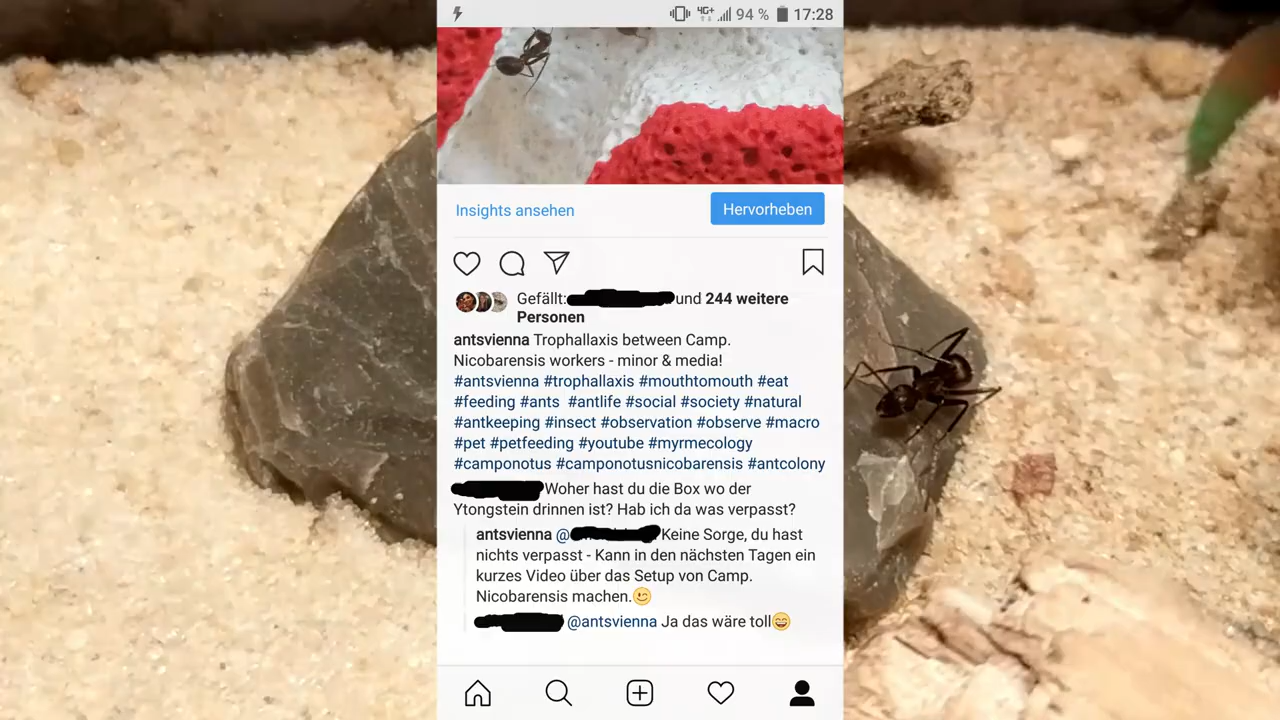 94 % 17:28
Insights ansehen
Hervorheben
Gefällt: und 244 weitere
Personen
antsvienna Trophallaxis between Camp.
Nicobarensis workers - minor & media!
#antsvienna #trophallaxis #mouthtomouth #eat
#feeding #ants #antlife #social #society #natural
#antkeeping #insect #observation #observe #macro
#pet #petfeeding #youtube #myrmecology
#camponotus #camponotusnicobarensis #antcolony
Woher hast du die Box wo der
Ytongstein drinnen ist? Hab ich da was verpasst?
antsvienna @ Keine Sorge, du hast
nichts verpasst - Kann in den nächsten Tagen ein
kurzes Video über das Setup von Camp.
Nicobarensis machen.😉
@antsvienna Ja das wäre toll😄